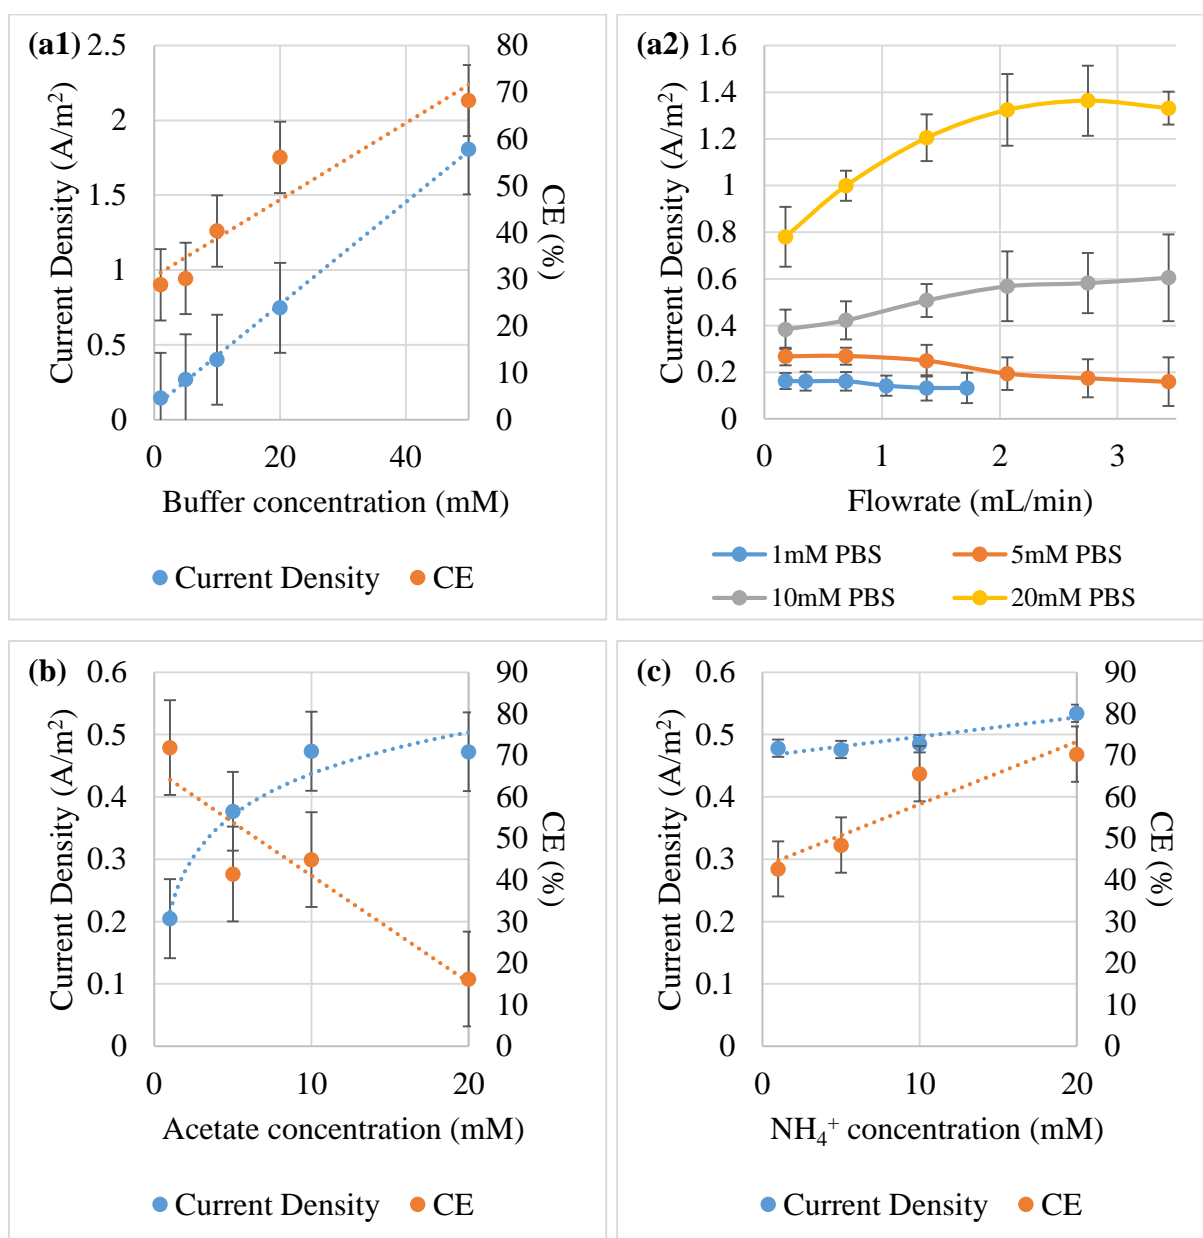 (a1)
2.5
2
1.5
1
0.5
0
Current Density (A/m²)
80
70
60
50
40
30
20
10
0
CE (%)
0
20
40
Buffer concentration (mM)
Current Density
CE
(a2)
1.6
1.4
1.2
1
0.8
0.6
0.4
0.2
0
Current Density (A/m²)
0
1
2
3
Flowrate (mL/min)
1mM PBS
5mM PBS
10mM PBS
20mM PBS
(b)
0.6
0.5
0.4
0.3
0.2
0.1
0
Current Density (A/m²)
90
80
70
60
50
40
30
20
10
0
CE (%)
0
10
20
Acetate concentration (mM)
Current Density
CE
(c)
0.6
0.5
0.4
0.3
0.2
0.1
0
Current Density (A/m²)
90
80
70
60
50
40
30
20
10
0
CE (%)
0
10
20
NH₄⁺ concentration (mM)
Current Density
CE